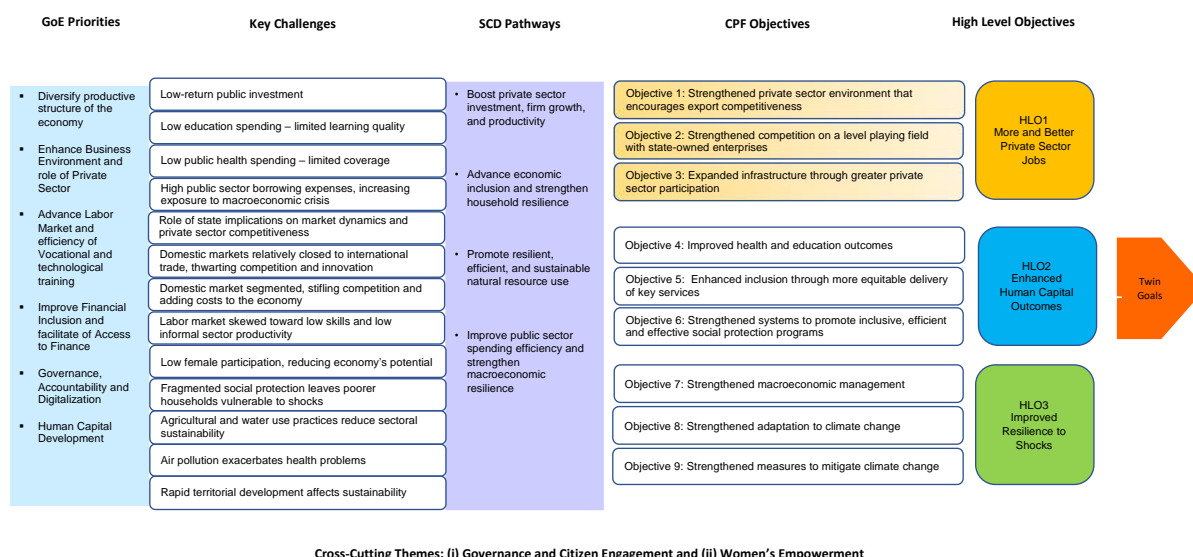 GoE Priorities
Key Challenges
SCD Pathways
CPF Objectives
High Level Objectives
▪ Diversify productive
structure of the
economy
▪ Enhance Business
Environment and
role of Private
Sector
▪ Advance Labor
Market and
efficiency of
Vocational and
technological
training
▪ Improve Financial
Inclusion and
facilitate of Access
to Finance
▪ Governance,
Accountability and
Digitalization
▪ Human Capital
Development
Low-return public investment
Low education spending – limited learning quality
Low public health spending – limited coverage
High public sector borrowing expenses, increasing
exposure to macroeconomic crisis
Role of state implications on market dynamics and
private sector competitiveness
Domestic markets relatively closed to international
trade, thwarting competition and innovation
Domestic market segmented, stifling competition and
adding costs to the economy
Labor market skewed toward low skills and low
informal sector productivity
Low female participation, reducing economy's potential
Fragmented social protection leaves poorer
households vulnerable to shocks
Agricultural and water use practices reduce sectoral
sustainability
Air pollution exacerbates health problems
Rapid territorial development affects sustainability
• Boost private sector
investment, firm growth,
and productivity
• Advance economic
inclusion and strengthen
household resilience
• Promote resilient,
efficient, and sustainable
natural resource use
• Improve public sector
spending efficiency and
strengthen
macroeconomic
resilience
Objective 1: Strengthened private sector environment that
encourages export competitiveness
Objective 2: Strengthened competition on a level playing field
with state-owned enterprises
Objective 3: Expanded infrastructure through greater private
sector participation
Objective 4: Improved health and education outcomes
Objective 5: Enhanced inclusion through more equitable delivery
of key services
Objective 6: Strengthened systems to promote inclusive, efficient
and effective social protection programs
Objective 7: Strengthened macroeconomic management
Objective 8: Strengthened adaptation to climate change
Objective 9: Strengthened measures to mitigate climate change
HLO1
More and Better
Private Sector
Jobs
HLO2
Enhanced
Human Capital
Outcomes
HLO3
Improved
Resilience to
Shocks
Twin
Goals
Cross-Cutting Themes: (i) Governance and Citizen Engagement and (ii) Women's Empowerment